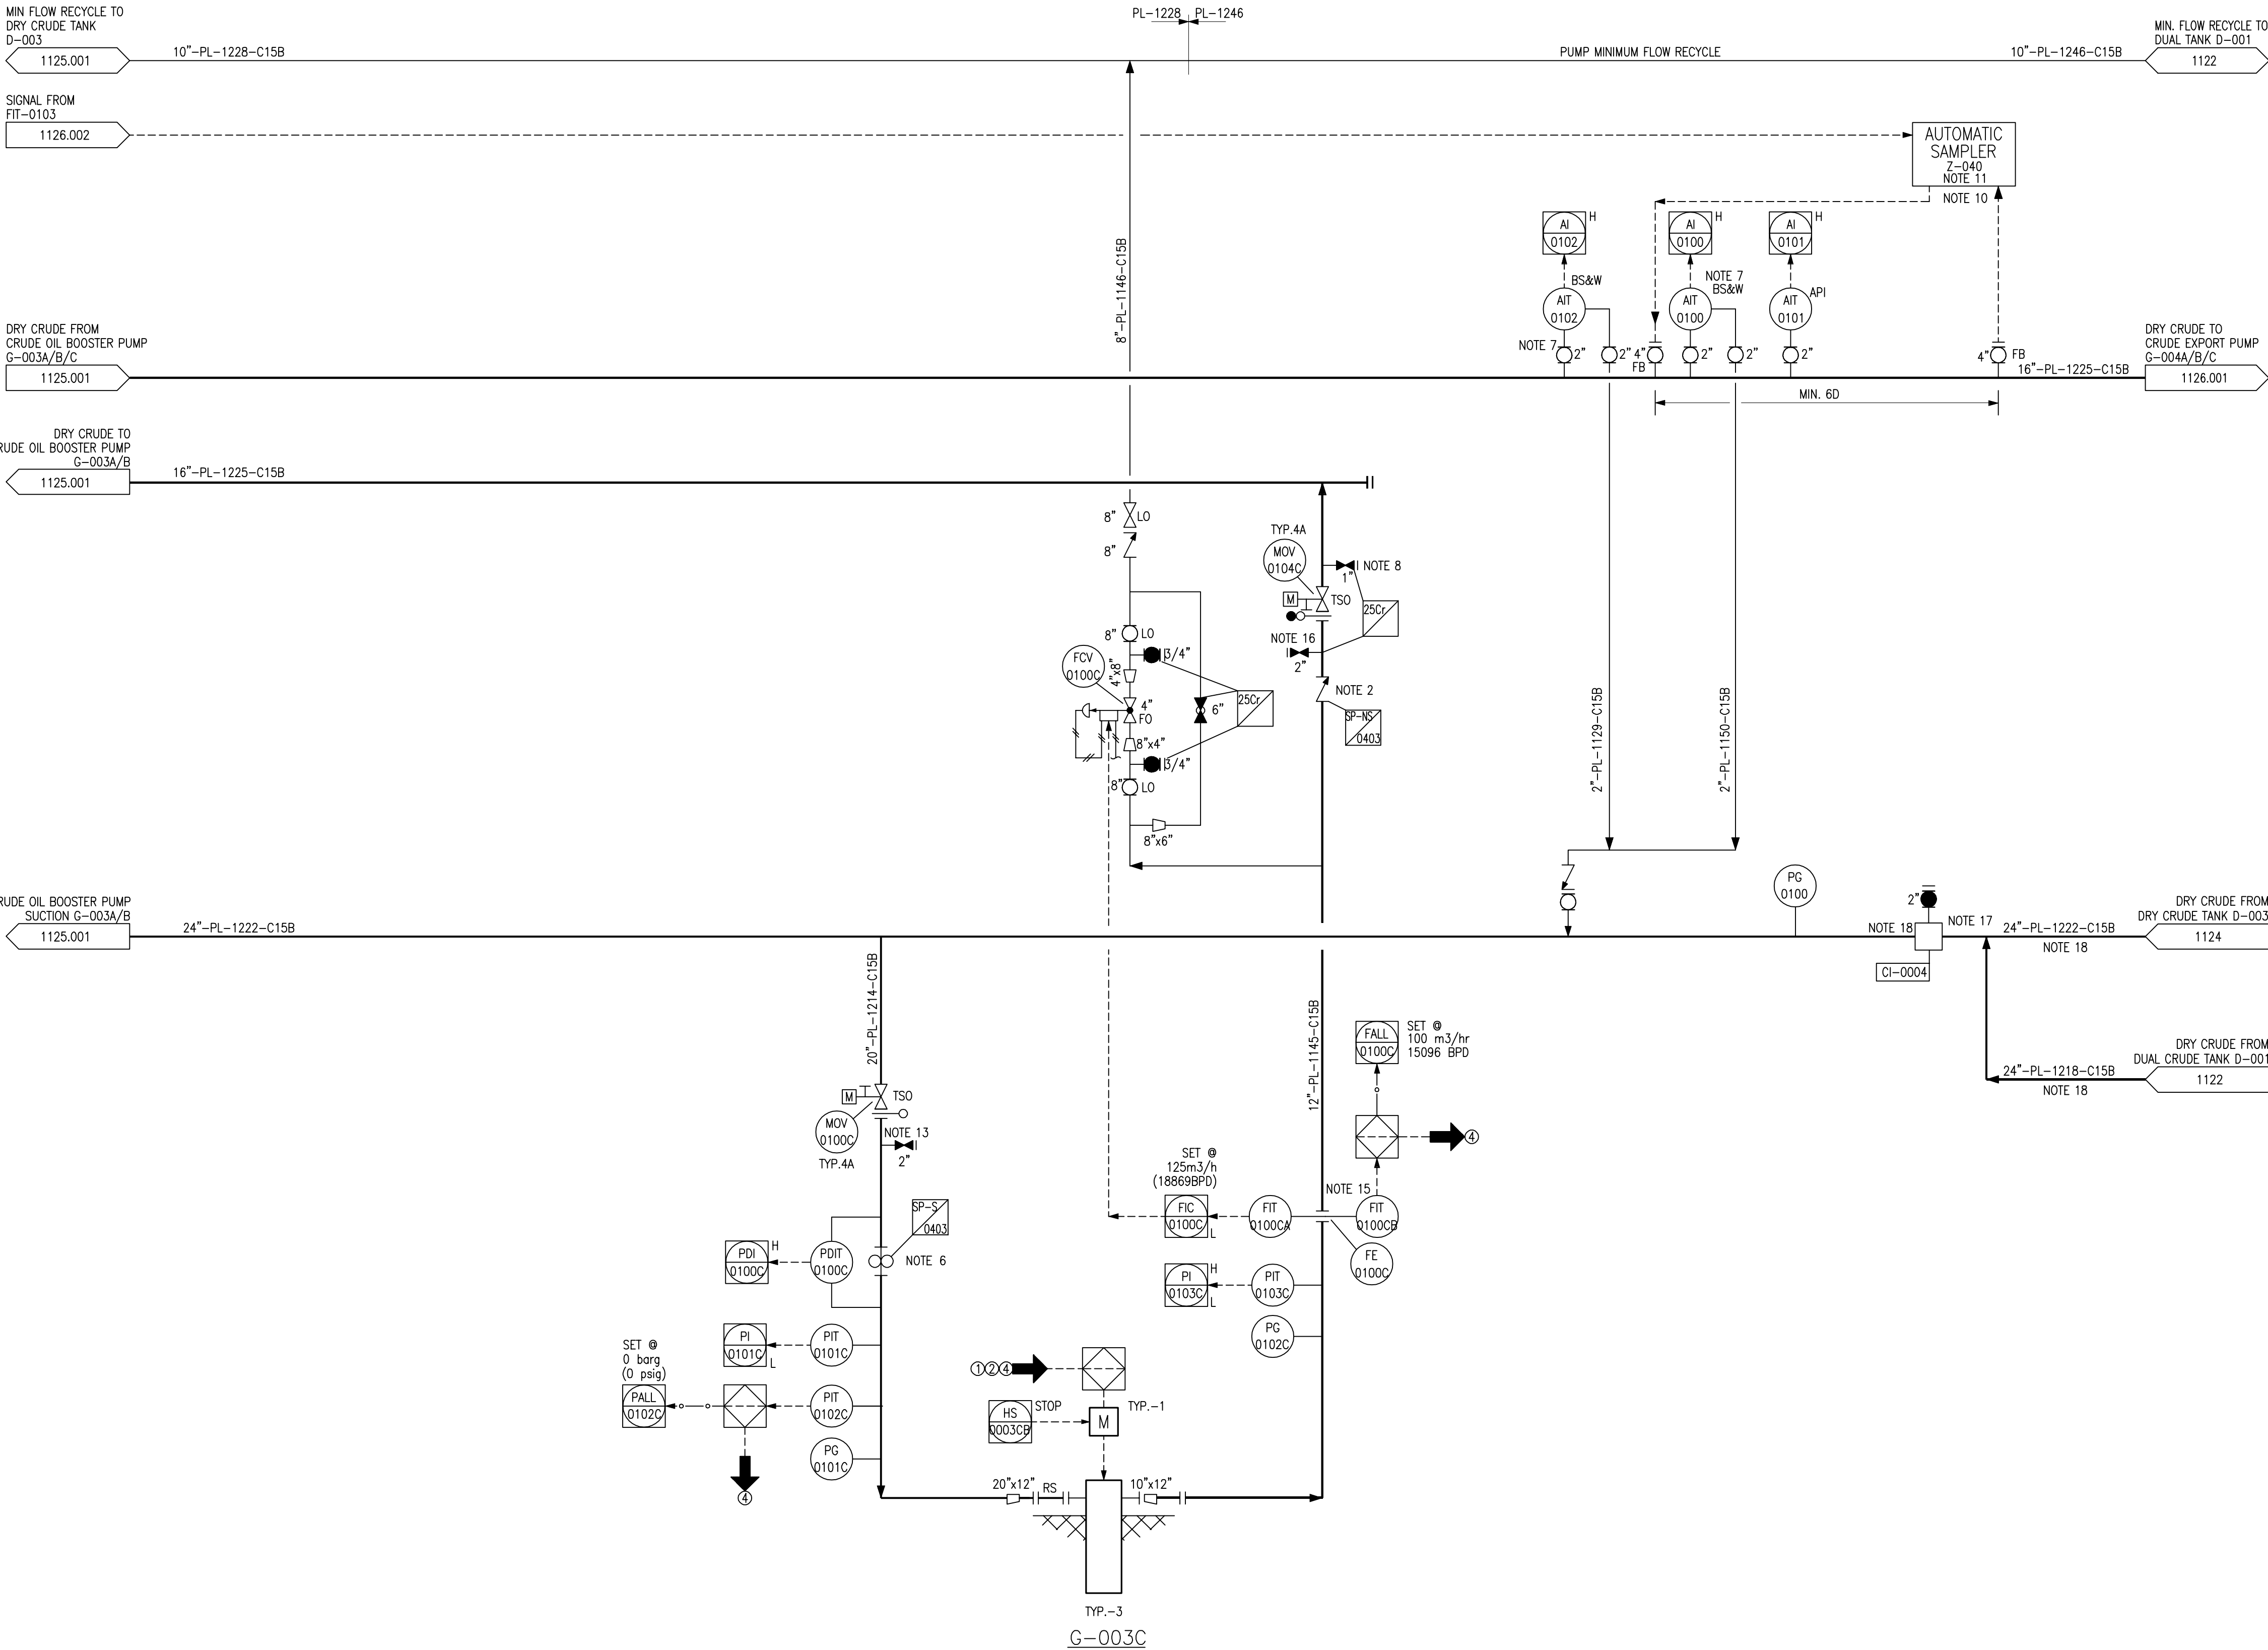 MIN FLOW RECYCLE TO
DRY CRUDE TANK
D-003
1125.001
10"-PL-1228-C15B
PL-1228
PL-1246
PUMP MINIMUM FLOW RECYCLE
10"-PL-1246-C15B
MIN. FLOW RECYCLE TO
DUAL TANK D-001
1122
SIGNAL FROM
FIT-0103
1126.002
AUTOMATIC
SAMPLER
Z-040
NOTE 11
NOTE 10
8"-PL-1146-C15B
AI
0102
H
AI
0100
H
AI
0101
H
BS&W
NOTE 7
BS&W
API
AIT
0102
AIT
0100
AIT
0101
NOTE 7
2"
2"
4"
FB
2"
2"
2"
4"
FB
DRY CRUDE FROM
CRUDE OIL BOOSTER PUMP
G-003A/B/C
1125.001
DRY CRUDE TO
CRUDE EXPORT PUMP
G-004A/B/C
16"-PL-1225-C15B
1126.001
MIN. 6D
DRY CRUDE TO
RUDE OIL BOOSTER PUMP
G-003A/B
1125.001
16"-PL-1225-C15B
8"
LO
8"
TYP.4A
MOV
0104C
NOTE 8
1"
M
TSO
25Cr
NOTE 16
2"
8"
LO
3/4"
4"x8"
FCV
0100C
4"
FO
6"
25Cr
8"x4"
3/4"
8"
LO
8"x6"
NOTE 2
SP-NS
0403
2"-PL-1129-C15B
2"-PL-1150-C15B
PG
0100
RUDE OIL BOOSTER PUMP
SUCTION G-003A/B
1125.001
24"-PL-1222-C15B
2"
NOTE 18
NOTE 17
CI-0004
24"-PL-1222-C15B
NOTE 18
DRY CRUDE FROM
DRY CRUDE TANK D-003
1124
DRY CRUDE FROM
DUAL CRUDE TANK D-001
24"-PL-1218-C15B
NOTE 18
1122
20"-PL-1214-C15B
12"-PL-1145-C15B
FALL
0100C
SET @
100 m3/hr
15096 BPD
4
M
TSO
MOV
0100C
TYP.4A
NOTE 13
2"
SP-S
0403
NOTE 6
PDI
0100C
H
PDIT
0100C
SET @
125m3/h
(18869BPD)
FIC
0100C
L
FIT
0100CA
NOTE 15
FIT
0100CB
FE
0100C
PI
0103C
H
L
PIT
0103C
PG
0102C
PI
0101C
L
PIT
0101C
SET @
0 barg
(0 psig)
PALL
0102C
PIT
0102C
PG
0101C
4
1
2
4
HS
0003CB
STOP
M
TYP.-1
20"x12"
RS
10"x12"
TYP.-3
G-003C